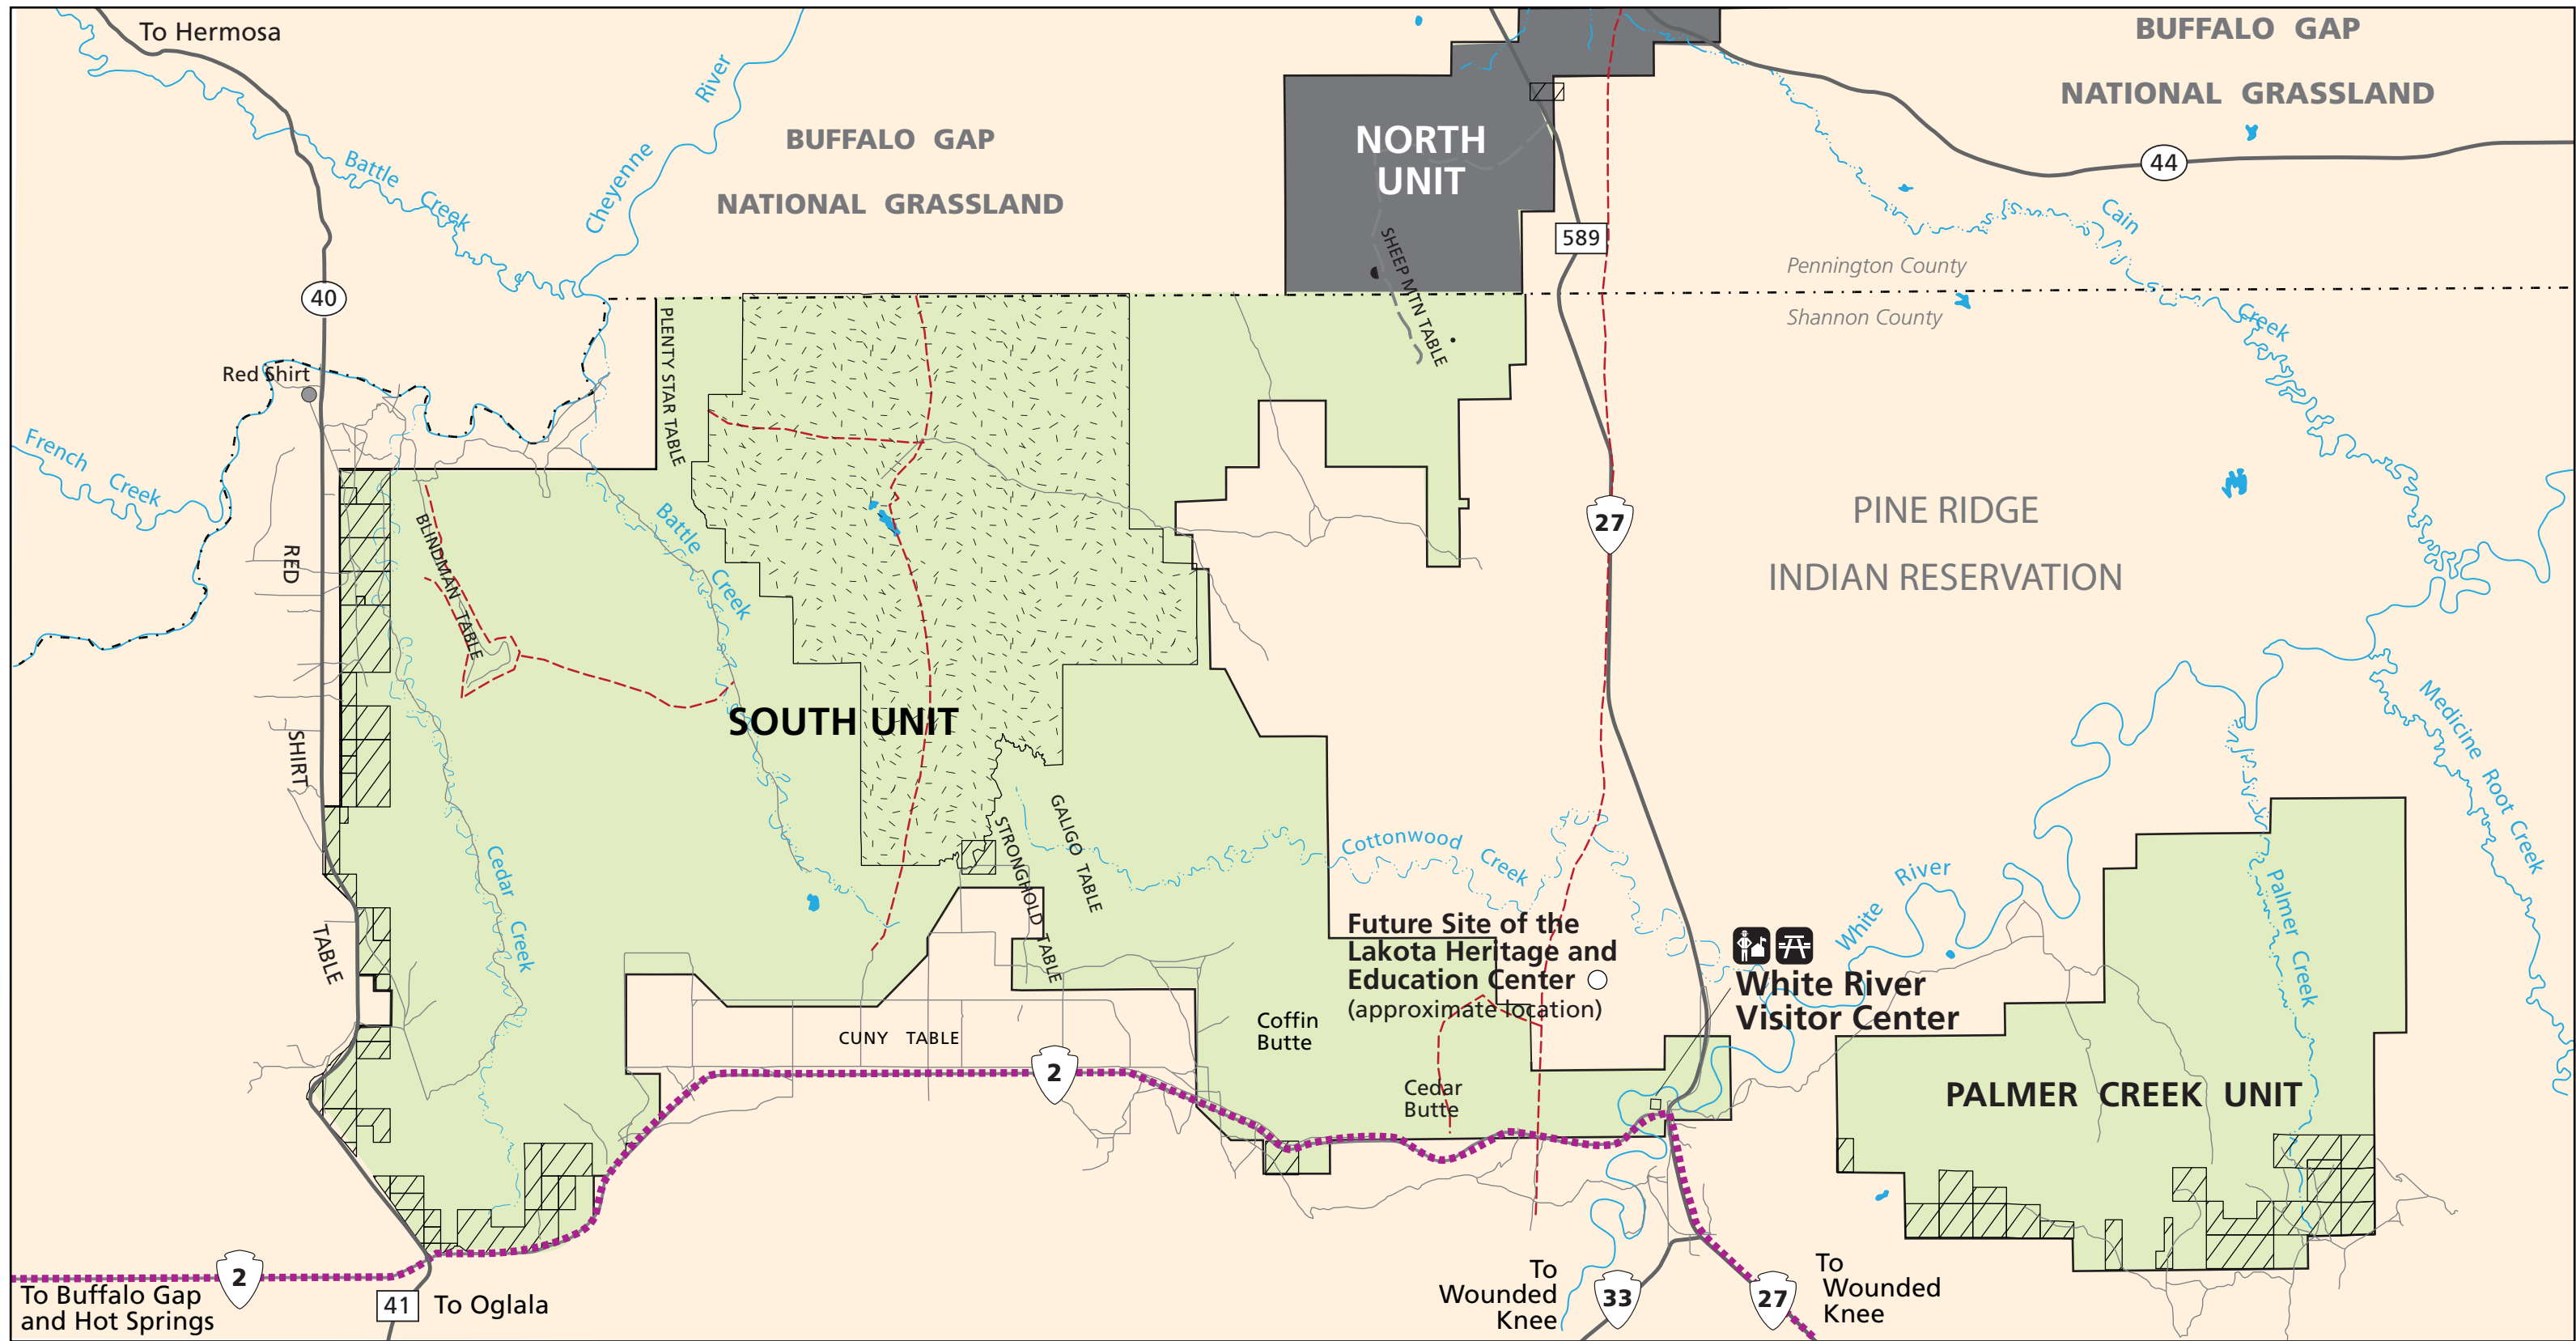 To Hermosa
BUFFALO GAP
NATIONAL GRASSLAND
River
Cheyenne
Battle
Creek
BUFFALO GAP
NATIONAL GRASSLAND
NORTH
UNIT
44
Cain
Creek
589
SHEEP MTN TABLE
Pennington County
Shannon County
40
Red Shirt
PLENTY STAR TABLE
French
Creek
27
PINE RIDGE
INDIAN RESERVATION
RED
SHIRT
TABLE
BLINDMAN TABLE
Battle
Creek
SOUTH UNIT
Medicine Root Creek
GALIGO TABLE
STRONGHOLD TABLE
Cottonwood
Creek
Cedar
Creek
White
River
Palmer Creek
Future Site of the
Lakota Heritage and
Education Center
(approximate location)
White River
Visitor Center
Coffin
Butte
CUNY TABLE
2
Cedar
Butte
PALMER CREEK UNIT
2
To Buffalo Gap
and Hot Springs
41
To Oglala
To
Wounded
Knee
33
27
To
Wounded
Knee